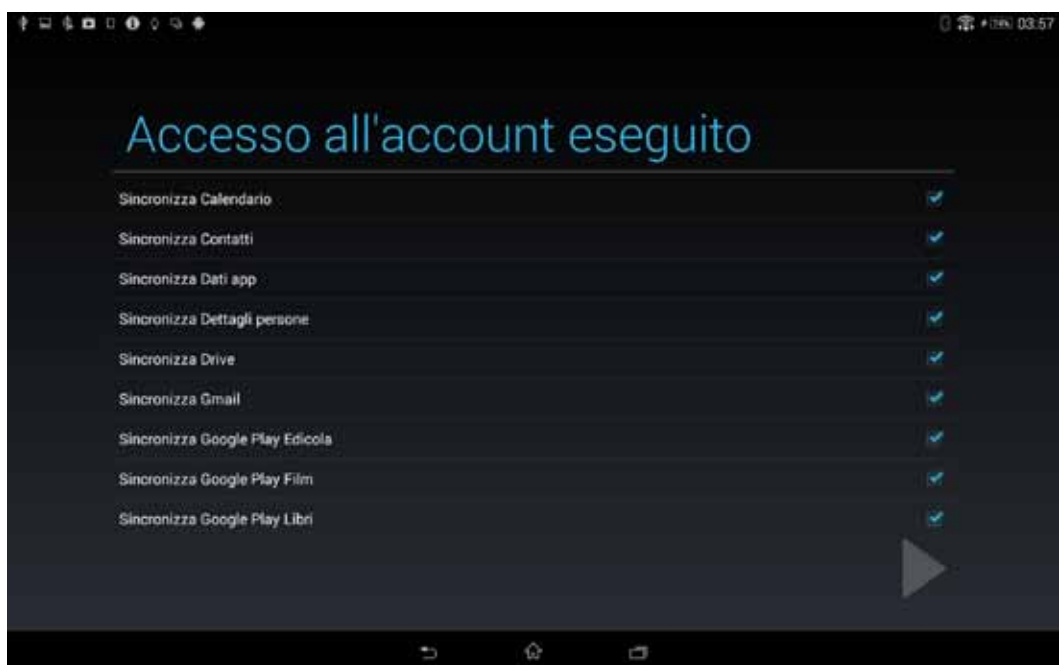 03:57
Accesso all'account eseguito
Sincronizza Calendario
Sincronizza Contatti
Sincronizza Dati app
Sincronizza Dettagli persone
Sincronizza Drive
Sincronizza Gmail
Sincronizza Google Play Edicola
Sincronizza Google Play Film
Sincronizza Google Play Libri